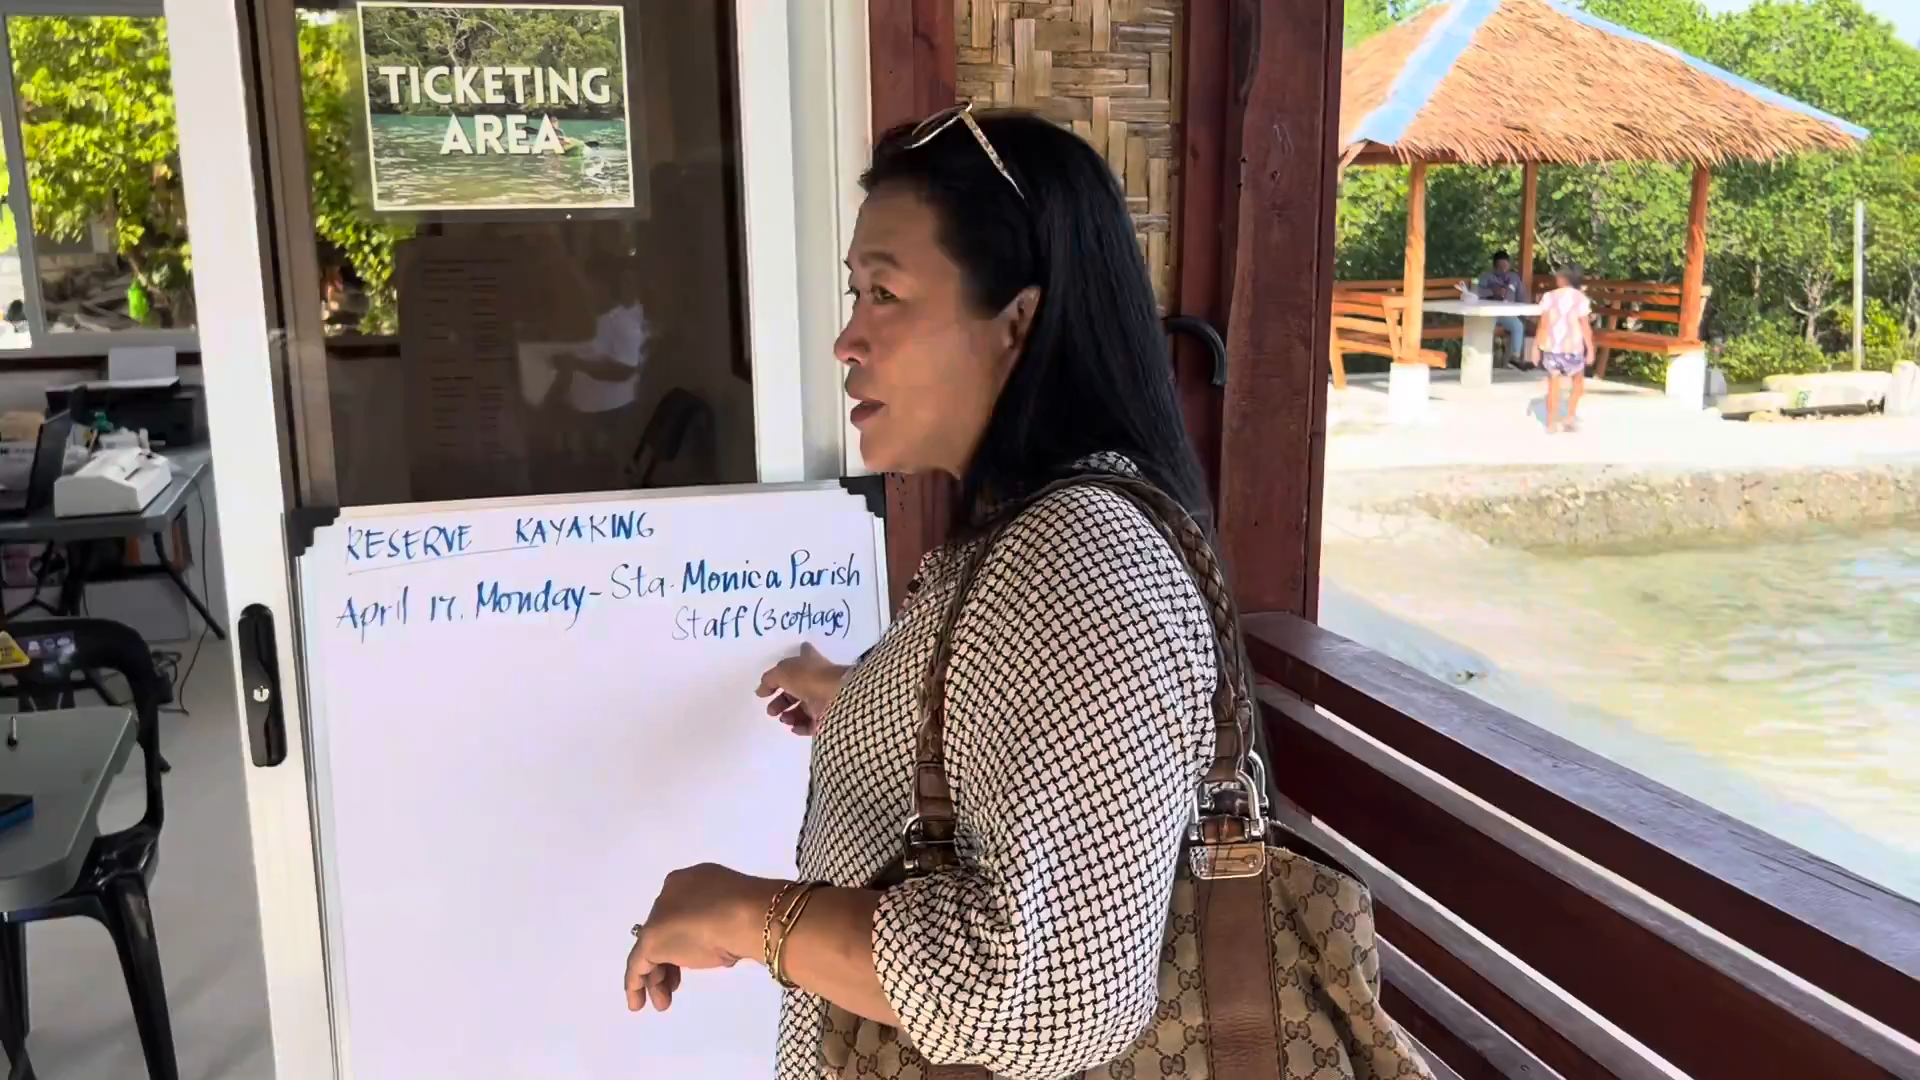 TICKETING
AREA
RESERVE KAYAKING
April 17, Monday - Sta. Monica Parish
Staff (3 cottage)